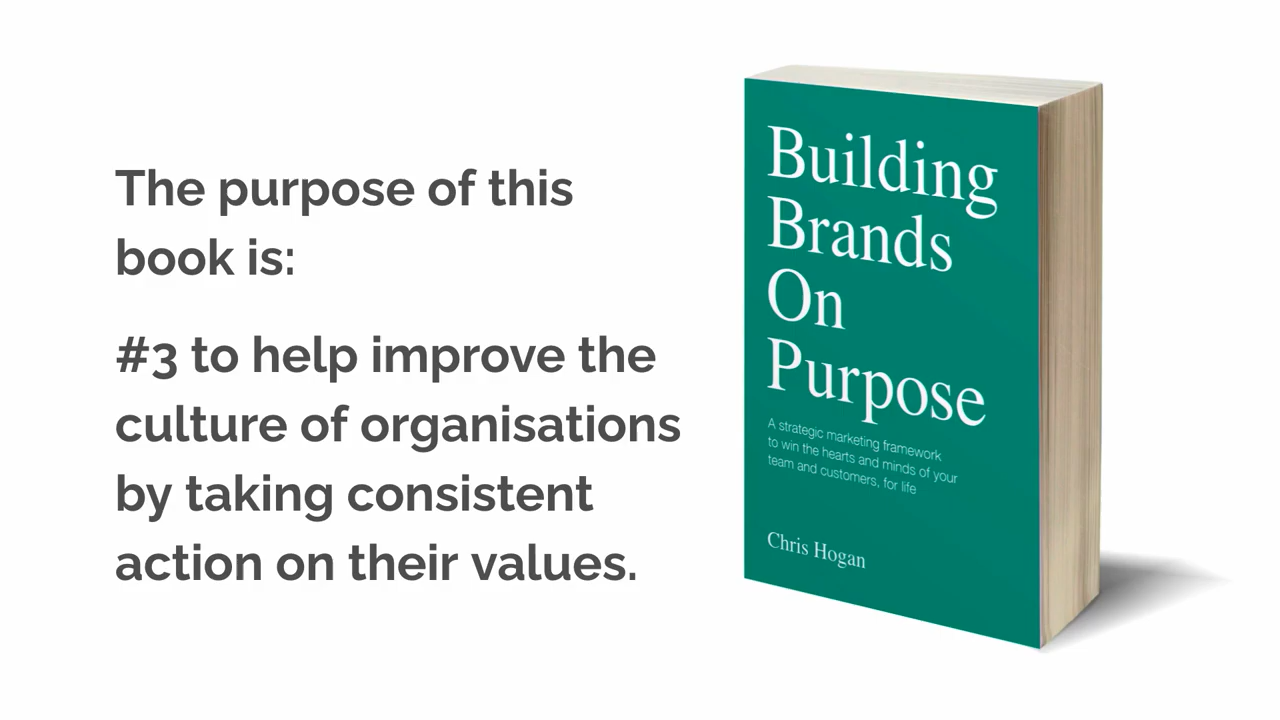 The purpose of this
book is:
#3 to help improve the
culture of organisations
by taking consistent
action on their values.
Building
Brands
On
Purpose
A strategic marketing framework
to win the hearts and minds of your
team and customers, for life
Chris Hogan